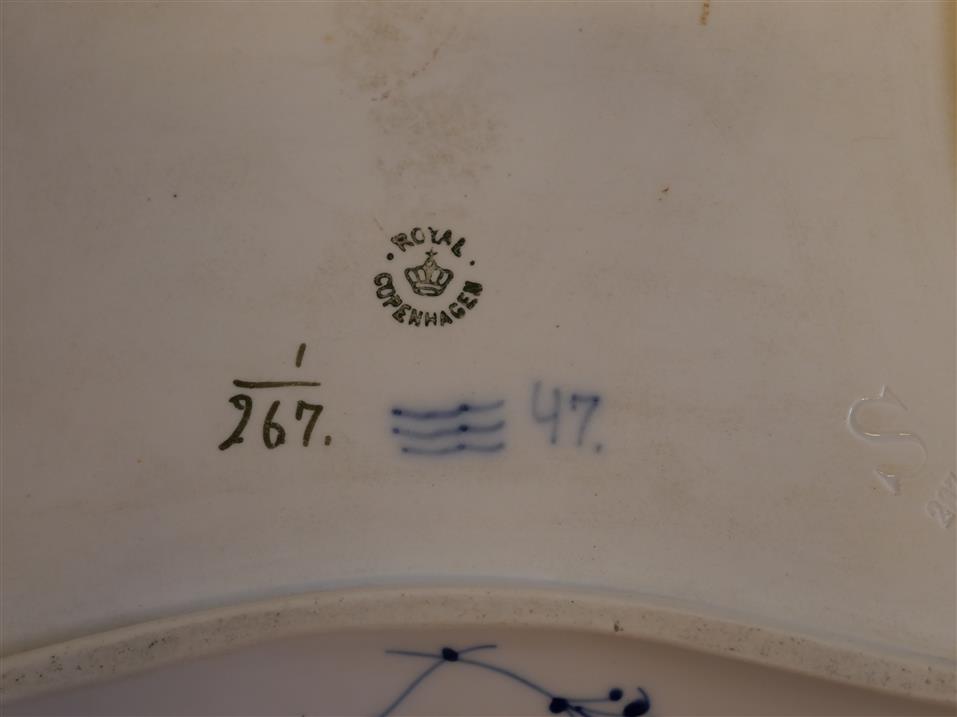 ROYAL
COPENHAGEN
1
267.
47.
S